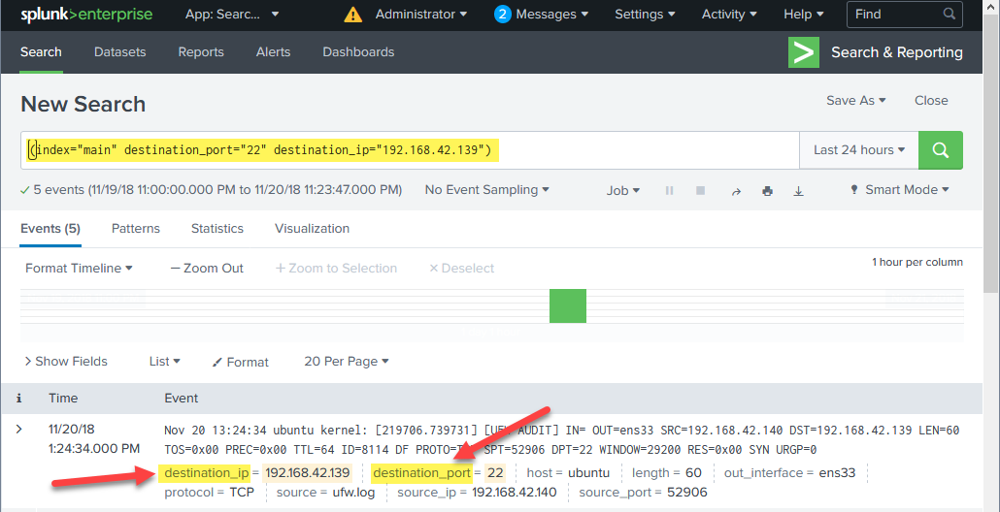 splunk>enterprise App: Searc... ▾ Administrator ▾ 2 Messages ▾ Settings ▾ Activity ▾ Help ▾ Find
Search Datasets Reports Alerts Dashboards > Search & Reporting
New Search Save As ▾ Close
(index="main" destination_port="22" destination_ip="192.168.42.139") Last 24 hours ▾
✓ 5 events (11/19/18 11:00:00.000 PM to 11/20/18 11:23:47.000 PM) No Event Sampling ▾ Job ▾ Smart Mode ▾
Events (5) Patterns Statistics Visualization
Format Timeline ▾ — Zoom Out + Zoom to Selection × Deselect 1 hour per column
> Show Fields List ▾ Format 20 Per Page ▾
i Time Event
> 11/20/18 Nov 20 13:24:34 ubuntu kernel: [219706.739731] [UFW AUDIT] IN= OUT=ens33 SRC=192.168.42.140 DST=192.168.42.139 LEN=60
1:24:34.000 PM TOS=0x00 PREC=0x00 TTL=64 ID=8114 DF PROTO=TCP SPT=52906 DPT=22 WINDOW=29200 RES=0x00 SYN URGP=0
destination_ip = 192.168.42.139 destination_port = 22 host = ubuntu length = 60 out_interface = ens33
protocol = TCP source = ufw.log source_ip = 192.168.42.140 source_port = 52906